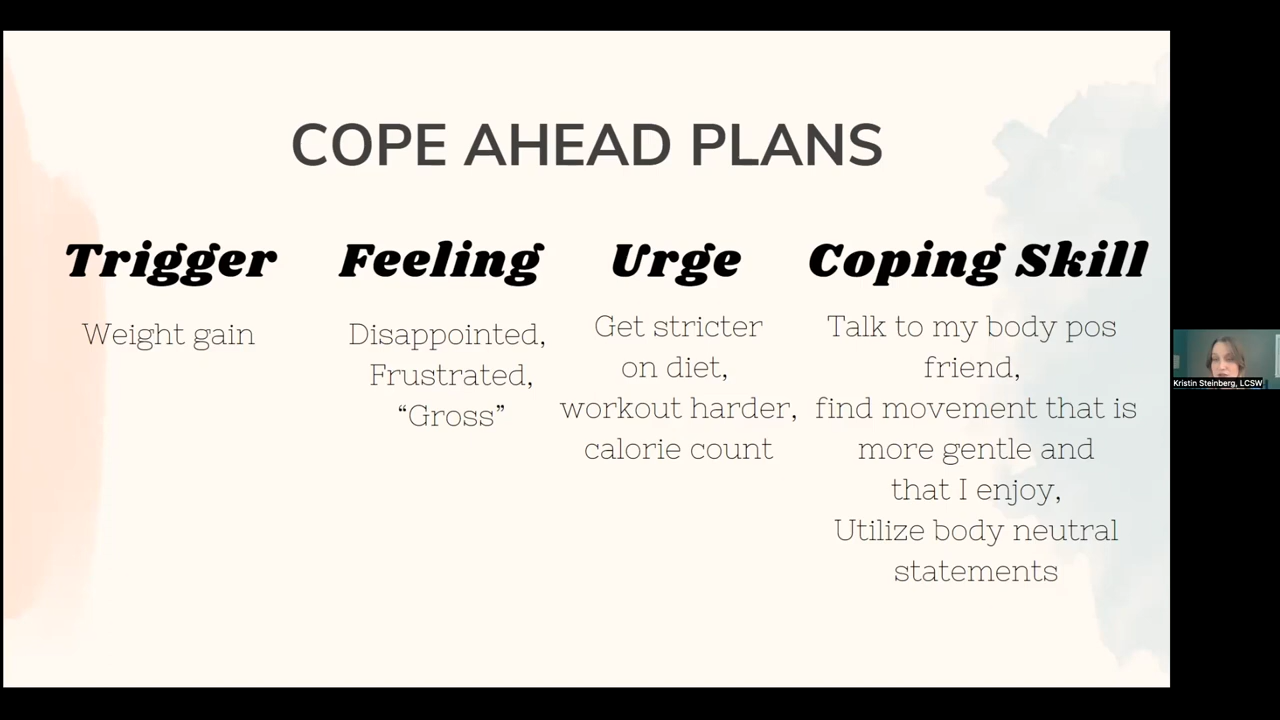 COPE AHEAD PLANS
Trigger
Weight gain
Feeling
Disappointed,
Frustrated,
“Gross”
Urge
Get stricter
on diet,
workout harder,
calorie count
Coping Skill
Talk to my body pos
friend,
find movement that is
more gentle and
that I enjoy,
Utilize body neutral
statements
Kristin Steinberg, LCSW